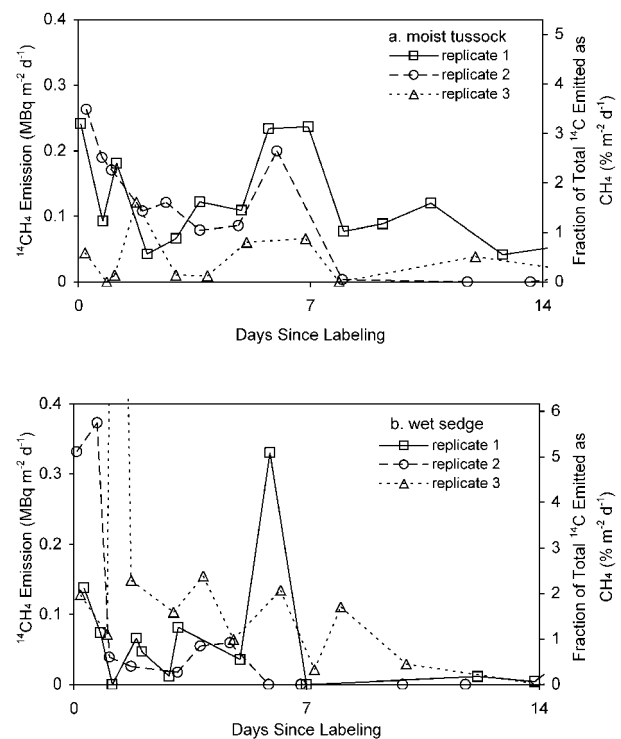 a. moist tussock
replicate 1
replicate 2
replicate 3
0.4
0.3
0.2
0.1
0
5
4
3
2
1
0
0
7
14
¹⁴CH₄ Emission (MBq m⁻² d⁻¹)
Fraction of Total ¹⁴C Emitted as
CH₄ (% m⁻² d⁻¹)
Days Since Labeling
b. wet sedge
replicate 1
replicate 2
replicate 3
0.4
0.3
0.2
0.1
0
6
5
4
3
2
1
0
0
7
14
¹⁴CH₄ Emission (MBq m⁻² d⁻¹)
Fraction of Total ¹⁴C Emitted as
CH₄ (% m⁻² d⁻¹)
Days Since Labeling